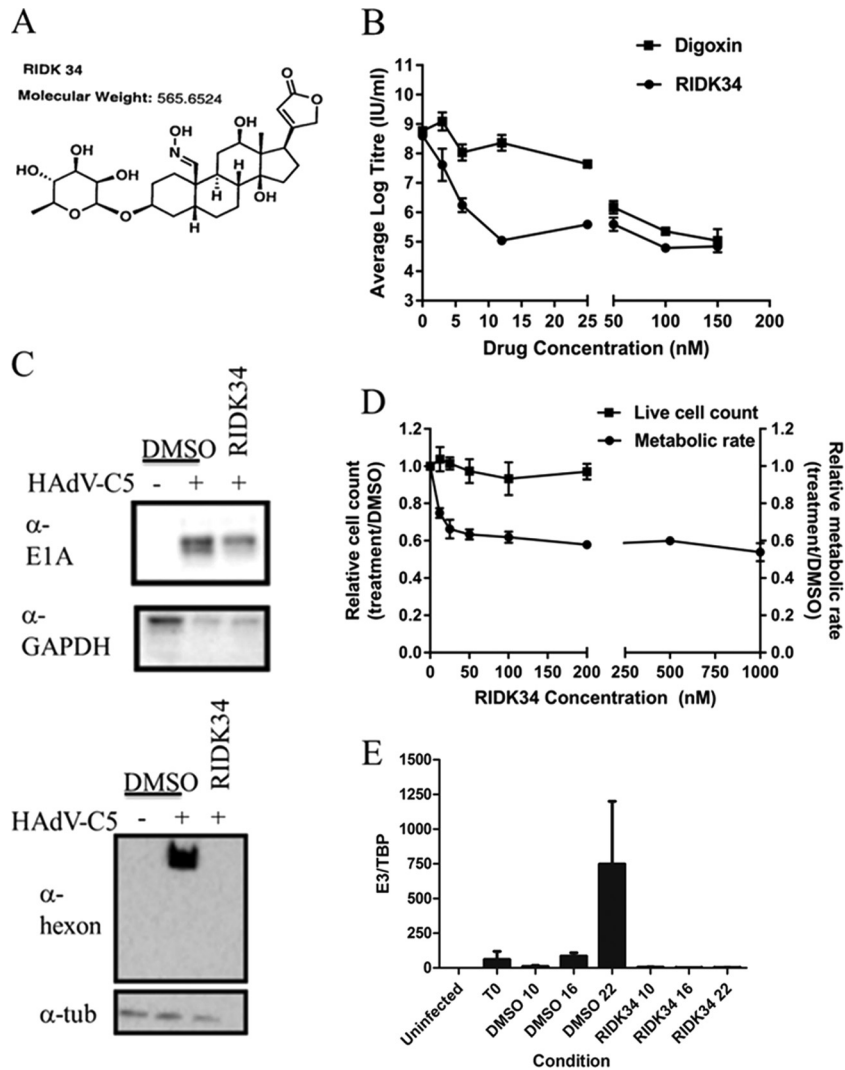 A
RIDK 34
Molecular Weight: 565.6524
O
O
OH
N
OH
H
OH
H
H
OH
HO
OH
OH
O
O
H
B
Digoxin
RIDK34
Average Log Titre (IU/ml)
11
10
9
8
7
6
5
4
3
0 5 10 15 20 25 50 100 150 200
Drug Concentration (nM)
C
DMSO RIDK34
HAdV-C5 - + +
α-
E1A
α-
GAPDH
DMSO RIDK34
HAdV-C5 - + +
α-
hexon
α-tub
D
Live cell count
Metabolic rate
Relative cell count
(treatment/DMSO)
1.2
1.0
0.8
0.6
0.4
0.2
0.0
0 50 100 150 200 250 500 750 1000
RIDK34 Concentration (nM)
1.2
1.0
0.8
0.6
0.4
0.2
0.0
Relative metabolic rate
(treatment/DMSO)
E
E3/TBP
1500
1250
1000
750
500
250
0
Uninfected
T0
DMSO 10
DMSO 16
DMSO 22
RIDK34 10
RIDK34 16
RIDK34 22
Condition